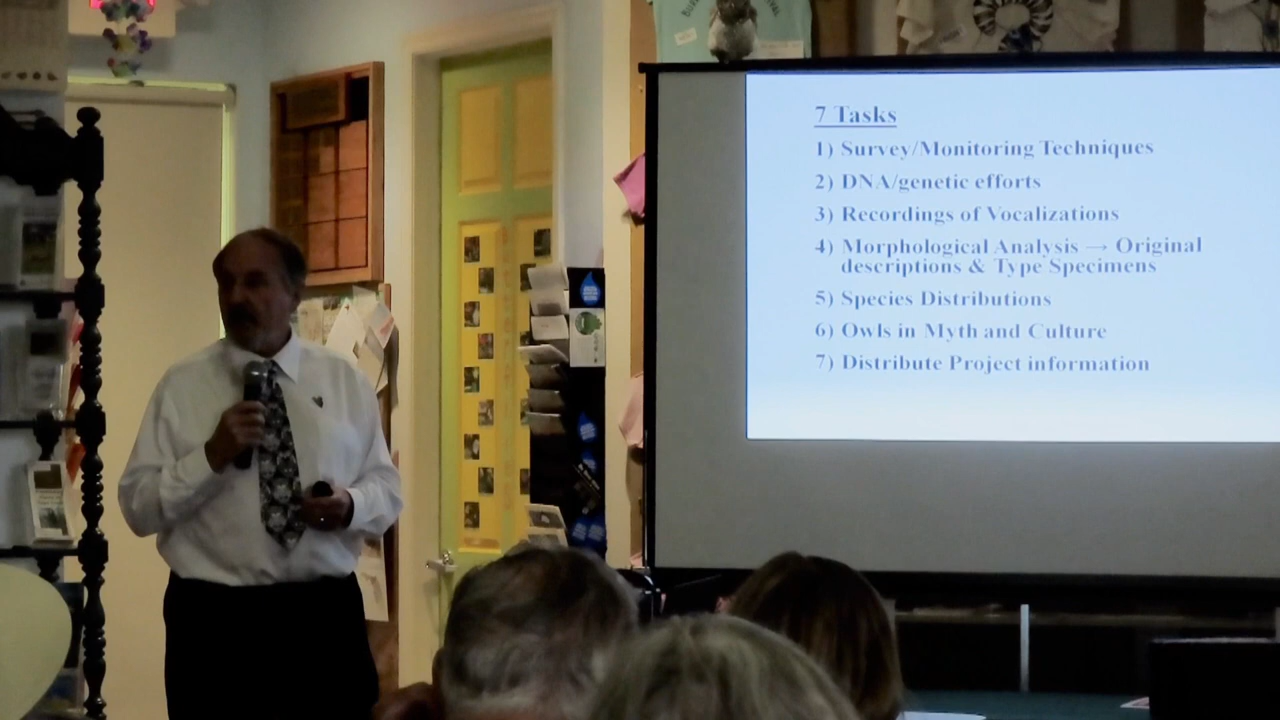 7 Tasks
1) Survey/Monitoring Techniques
2) DNA/genetic efforts
3) Recordings of Vocalizations
4) Morphological Analysis → Original
descriptions & Type Specimens
5) Species Distributions
6) Owls in Myth and Culture
7) Distribute Project information